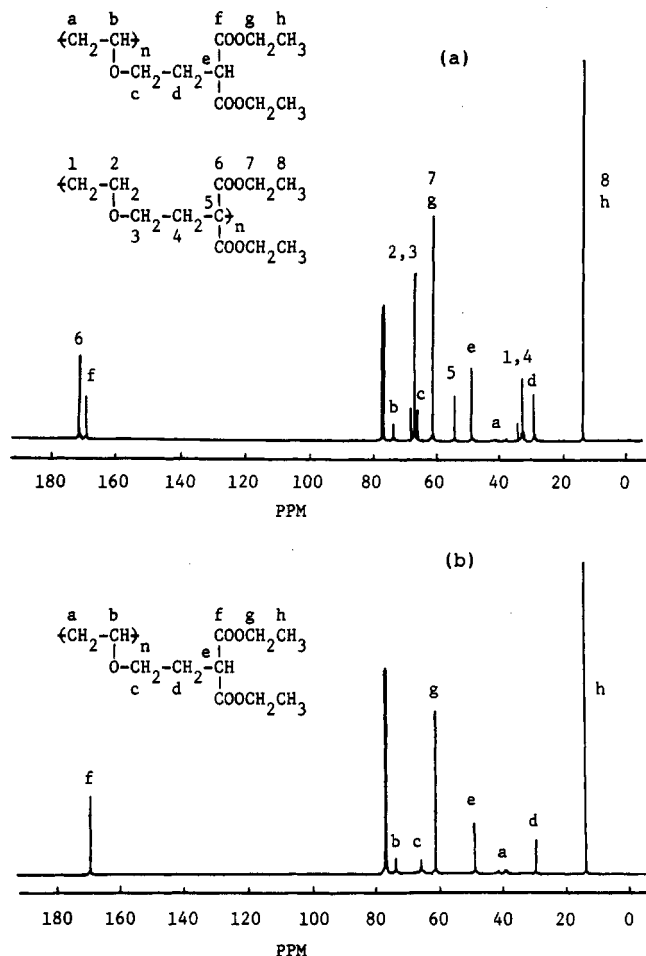 a b f g h
(CH2-CH)n COOCH2CH3
e
O-CH2-CH2-CH
c d COOCH2CH3
(a)
1 2 6 7 8
(CH2-CH2 COOCH2CH3
5
O-CH2-CH2-C)n
3 4 COOCH2CH3
6
f
b
2,3
c
7
g
5
e
a
1,4
d
8
h
180 160 140 120 100 80 60 40 20 0
PPM
(b)
a b f g h
(CH2-CH)n COOCH2CH3
e
O-CH2-CH2-CH
c d COOCH2CH3
f
b
c
g
e
a
d
h
180 160 140 120 100 80 60 40 20 0
PPM